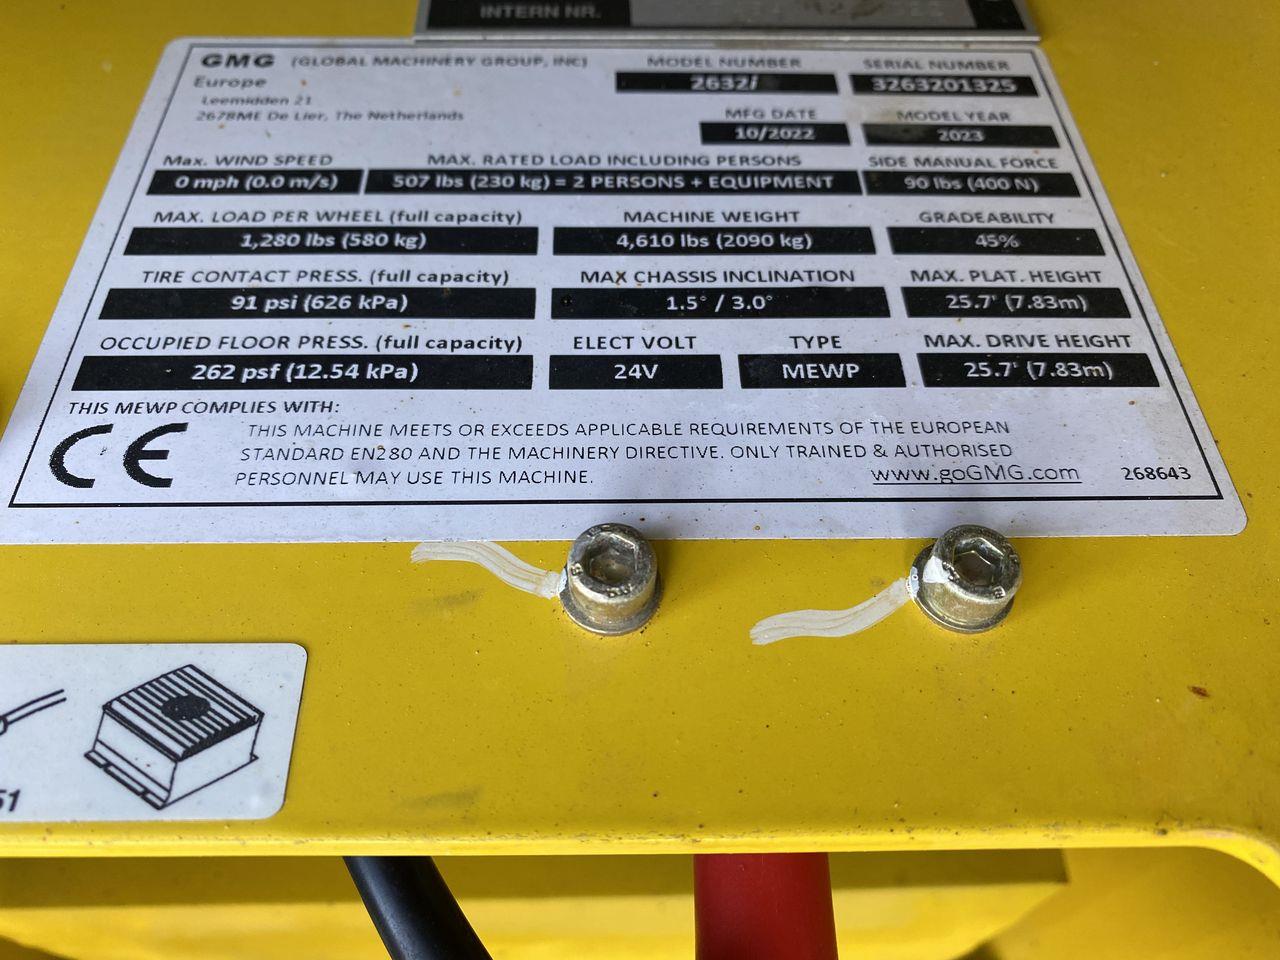 INTERN NR.
GMG (GLOBAL MACHINERY GROUP, INC)
Europe
Leemidden 21
2678ME De Lier, The Netherlands
MODEL NUMBER SERIAL NUMBER
2632i 3263201325
MFG DATE MODEL YEAR
10/2022 2023
Max. WIND SPEED MAX. RATED LOAD INCLUDING PERSONS SIDE MANUAL FORCE
0 mph (0.0 m/s) 507 lbs (230 kg) = 2 PERSONS + EQUIPMENT 90 lbs (400 N)
MAX. LOAD PER WHEEL (full capacity) MACHINE WEIGHT GRADEABILITY
1,280 lbs (580 kg) 4,610 lbs (2090 kg) 45%
TIRE CONTACT PRESS. (full capacity) MAX CHASSIS INCLINATION MAX. PLAT. HEIGHT
91 psi (626 kPa) 1.5° / 3.0° 25.7' (7.83m)
OCCUPIED FLOOR PRESS. (full capacity) ELECT VOLT TYPE MAX. DRIVE HEIGHT
262 psf (12.54 kPa) 24V MEWP 25.7' (7.83m)
THIS MEWP COMPLIES WITH:
CE
THIS MACHINE MEETS OR EXCEEDS APPLICABLE REQUIREMENTS OF THE EUROPEAN
STANDARD EN280 AND THE MACHINERY DIRECTIVE. ONLY TRAINED & AUTHORISED
PERSONNEL MAY USE THIS MACHINE.
www.goGMG.com 268643
51